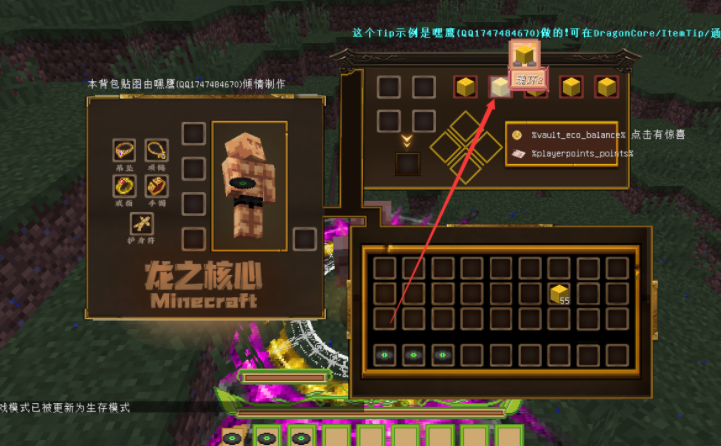 这个Tip示例是嘿鹰(QQ1747484670)做的!可在DragonCore/ItemTip/通
本背包贴图由嘿鹰(QQ1747484670)倾情制作
%vault_eco_balance% 点击有惊喜
%playerpoints_points%
项链
戒指
手镯
护身符
龙之核心
Minecraft
55
戏模式已被更新为生存模式